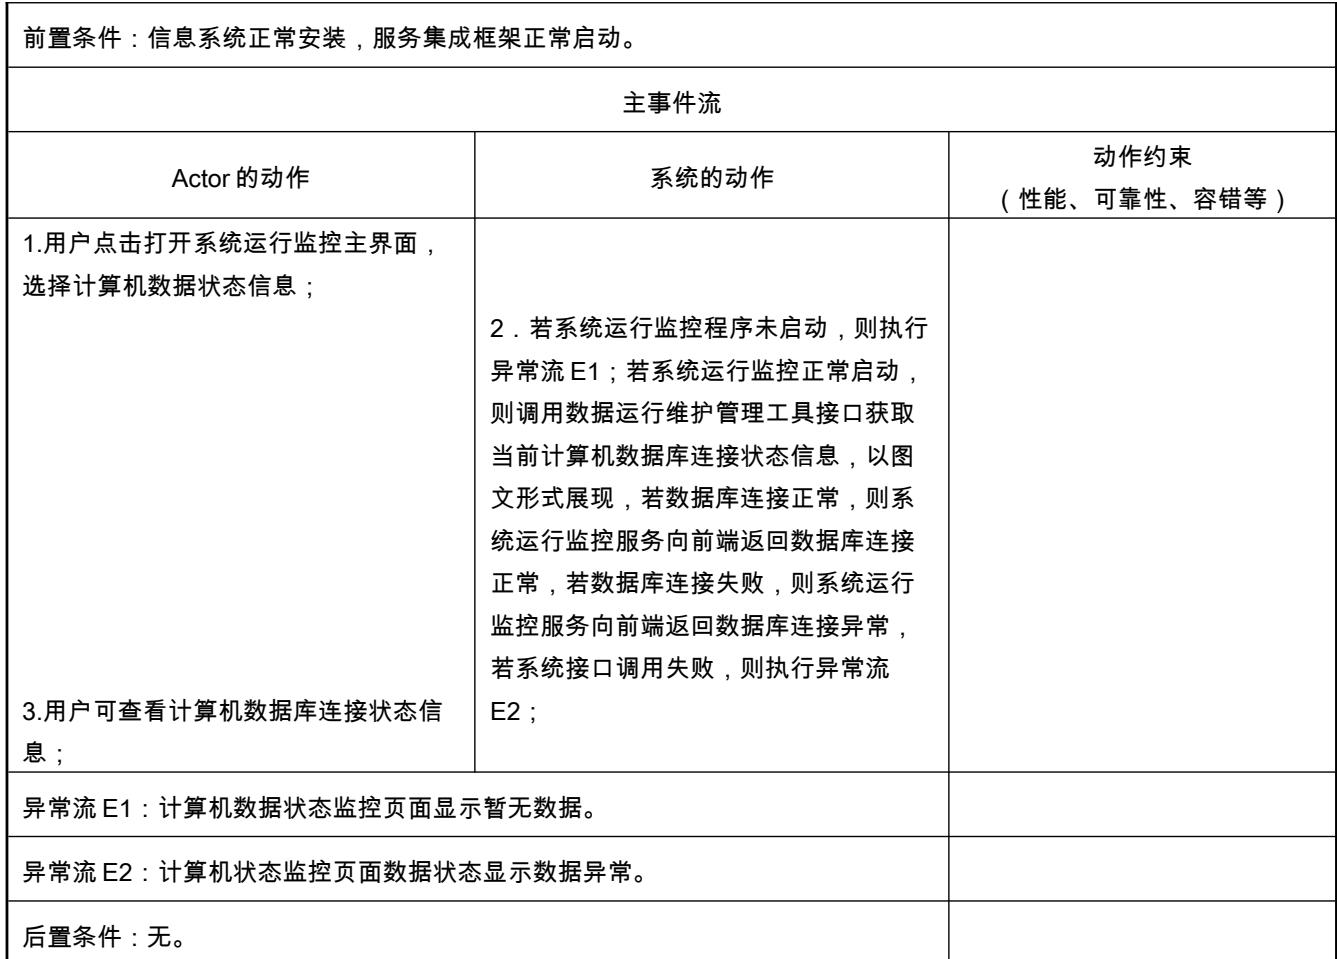 前置条件：信息系统正常安装，服务集成框架正常启动。
主事件流
Actor 的动作
系统的动作
动作约束
（性能、可靠性、容错等）
1.用户点击打开系统运行监控主界面，
选择计算机数据状态信息；
2．若系统运行监控程序未启动，则执行
异常流 E1；若系统运行监控正常启动，
则调用数据运行维护管理工具接口获取
当前计算机数据库连接状态信息，以图
文形式展现，若数据库连接正常，则系
统运行监控服务向前端返回数据库连接
正常，若数据库连接失败，则系统运行
监控服务向前端返回数据库连接异常，
若系统接口调用失败，则执行异常流
E2；
3.用户可查看计算机数据库连接状态信
息；
异常流 E1：计算机数据状态监控页面显示暂无数据。
异常流 E2：计算机状态监控页面数据状态显示数据异常。
后置条件：无。